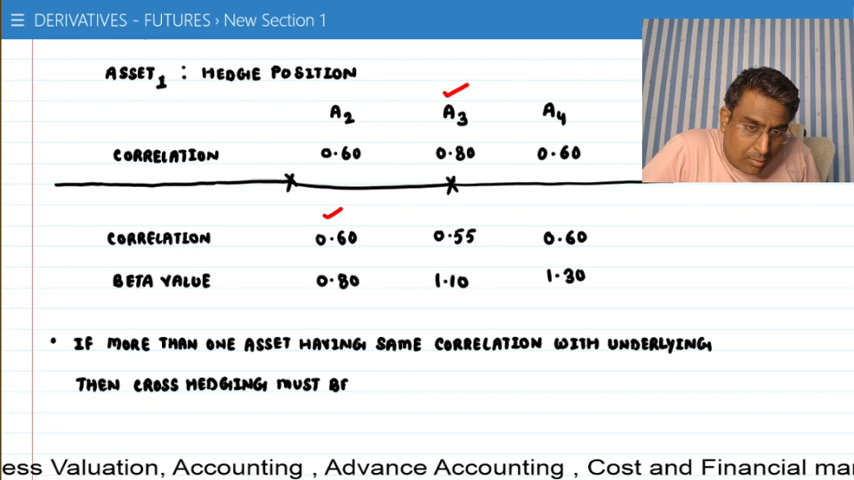 ☰ DERIVATIVES - FUTURES › New Section 1
ASSET1 : HEDGE POSITION
A2 A3 A4
CORRELATION 0.60 0.80 0.60
CORRELATION 0.60 0.55 0.60
BETA VALUE 0.80 1.10 1.30
• IF MORE THAN ONE ASSET HAVING SAME CORRELATION WITH UNDERLYING,
THEN CROSS HEDGING MUST BE
ess Valuation, Accounting , Advance Accounting , Cost and Financial mar